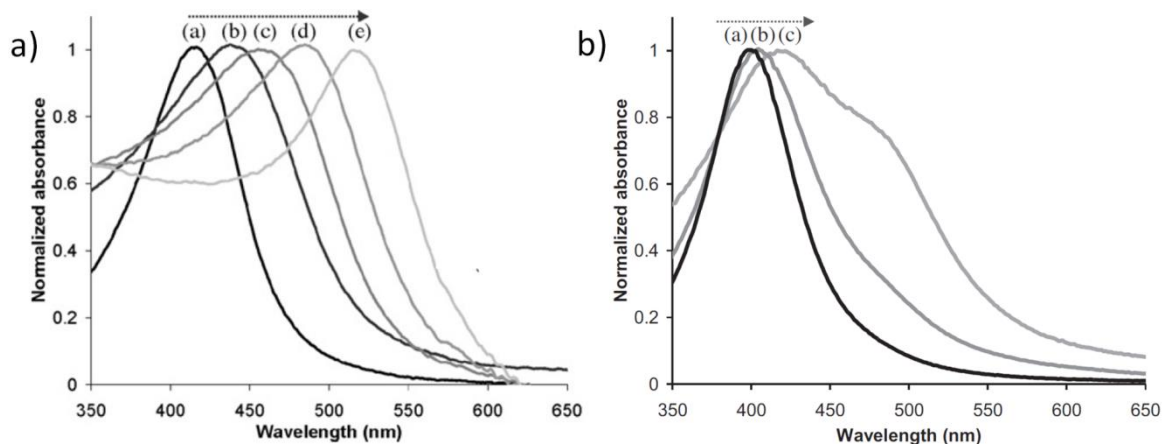 a)
(a) (b) (c) (d) (e)
Normalized absorbance
1
0.8
0.6
0.4
0.2
0
350 400 450 500 550 600 650
Wavelength (nm)
b)
(a) (b) (c)
Normalized absorbance
1
0.8
0.6
0.4
0.2
0
350 400 450 500 550 600 650
Wavelength (nm)